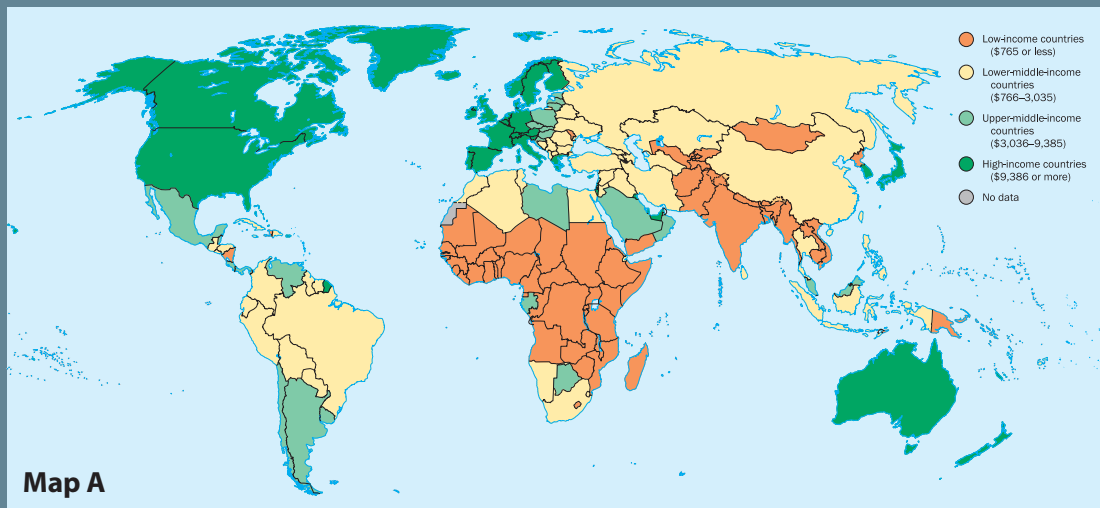 Low-income countries
($765 or less)
Lower-middle-income
countries
($766–3,035)
Upper-middle-income
countries
($3,036–9,385)
High-income countries
($9,386 or more)
No data
Map A